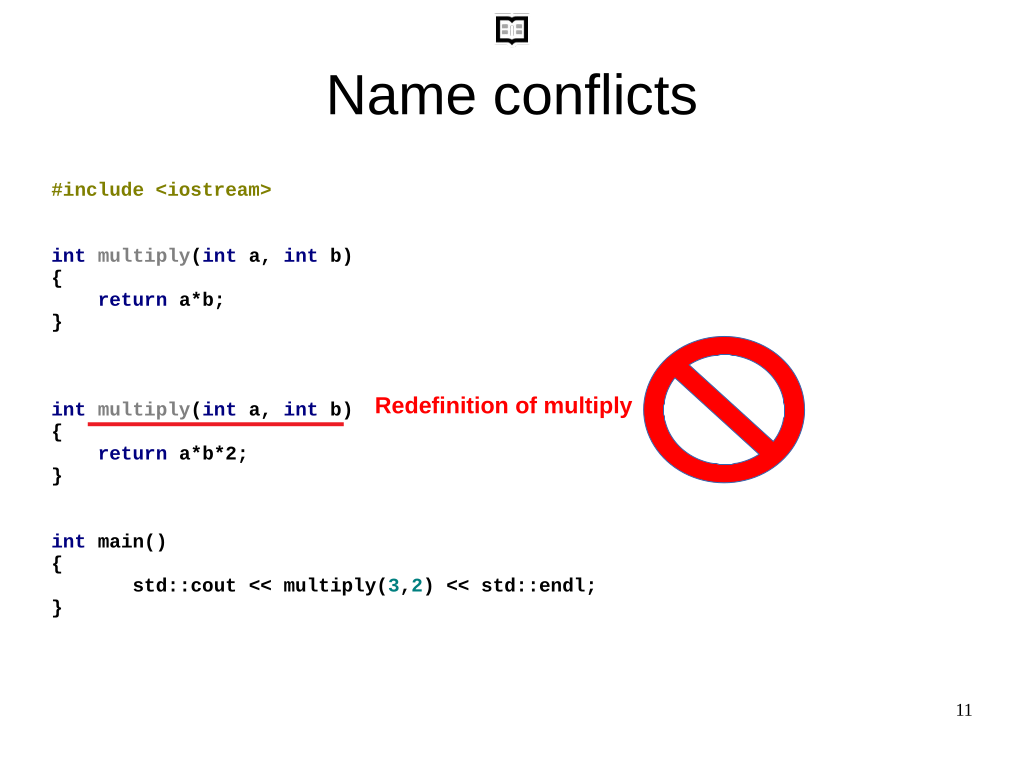 Name conflicts
#include <iostream>
int multiply(int a, int b)
{
    return a*b;
}
int multiply(int a, int b)
Redefinition of multiply
{
    return a*b*2;
}
int main()
{
       std::cout << multiply(3,2) << std::endl;
}
11